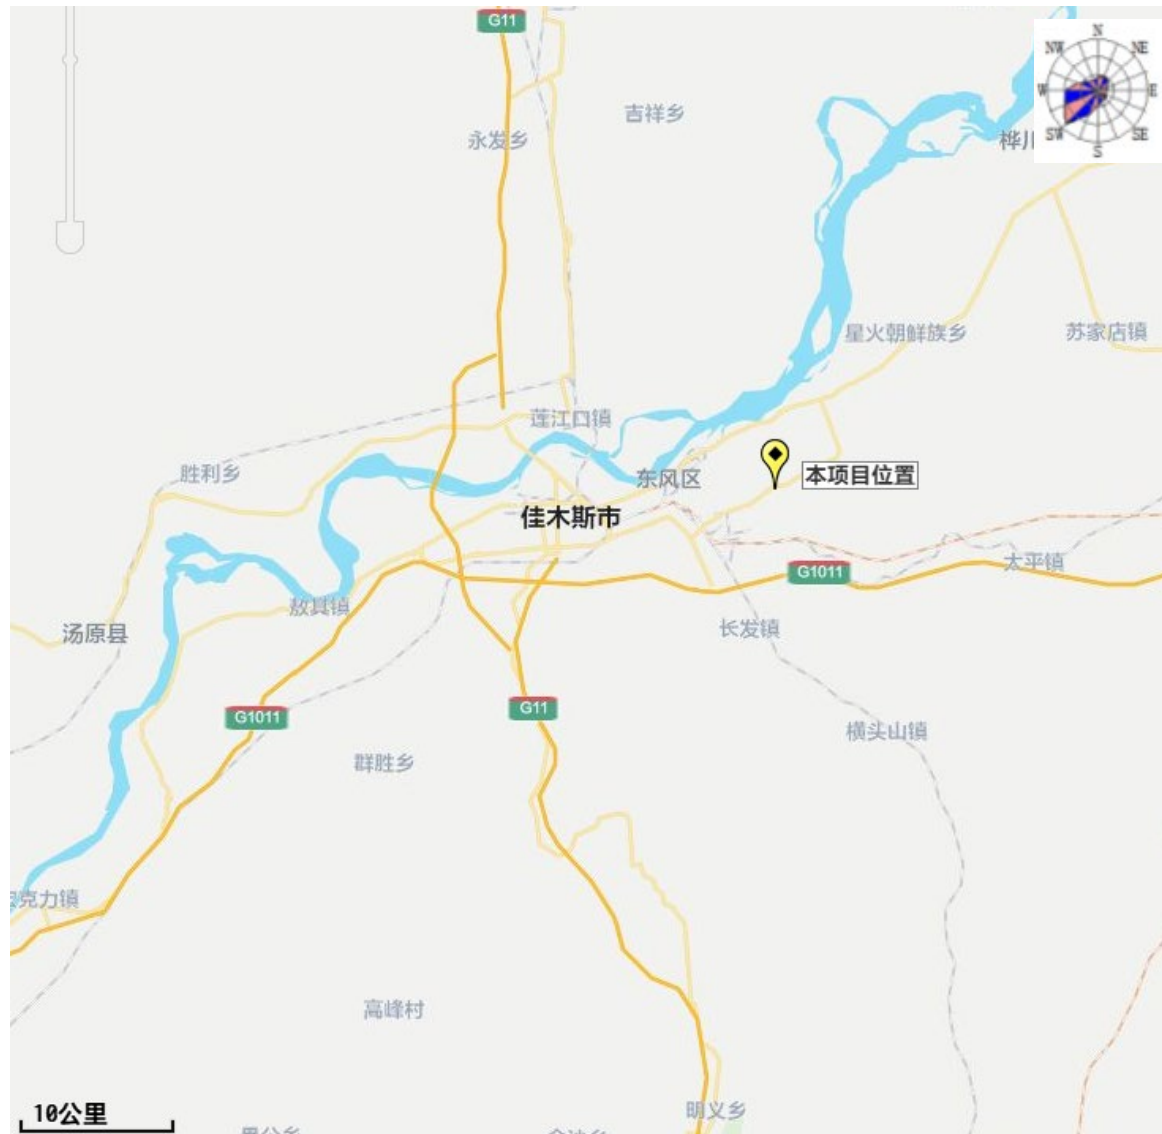 G11
N
NW
NE
W
E
SW
SE
S
吉祥乡
永发乡
桦川
星火朝鲜族乡
苏家店镇
莲江口镇
胜利乡
东风区
本项目位置
佳木斯市
太平镇
G1011
敖其镇
长发镇
汤原县
G11
G1011
横头山镇
群胜乡
克力镇
高峰村
10公里
明义乡